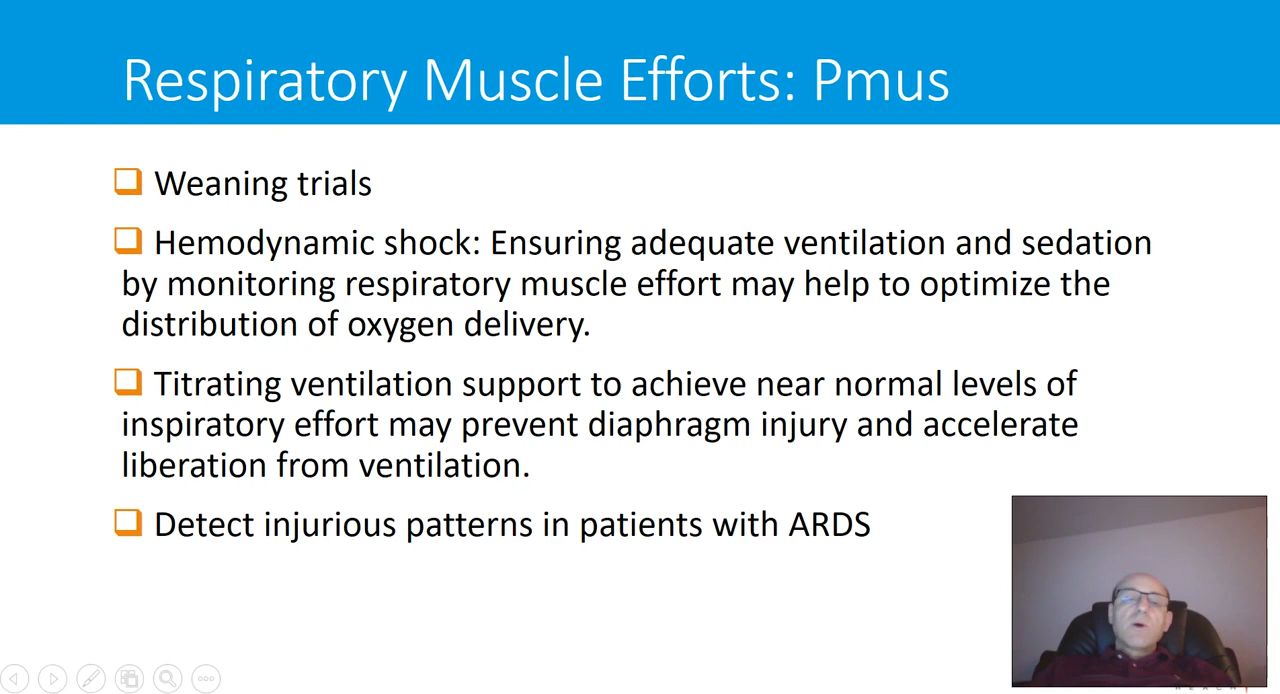 Respiratory Muscle Efforts: Pmus
Weaning trials
Hemodynamic shock: Ensuring adequate ventilation and sedation
by monitoring respiratory muscle effort may help to optimize the
distribution of oxygen delivery.
Titrating ventilation support to achieve near normal levels of
inspiratory effort may prevent diaphragm injury and accelerate
liberation from ventilation.
Detect injurious patterns in patients with ARDS